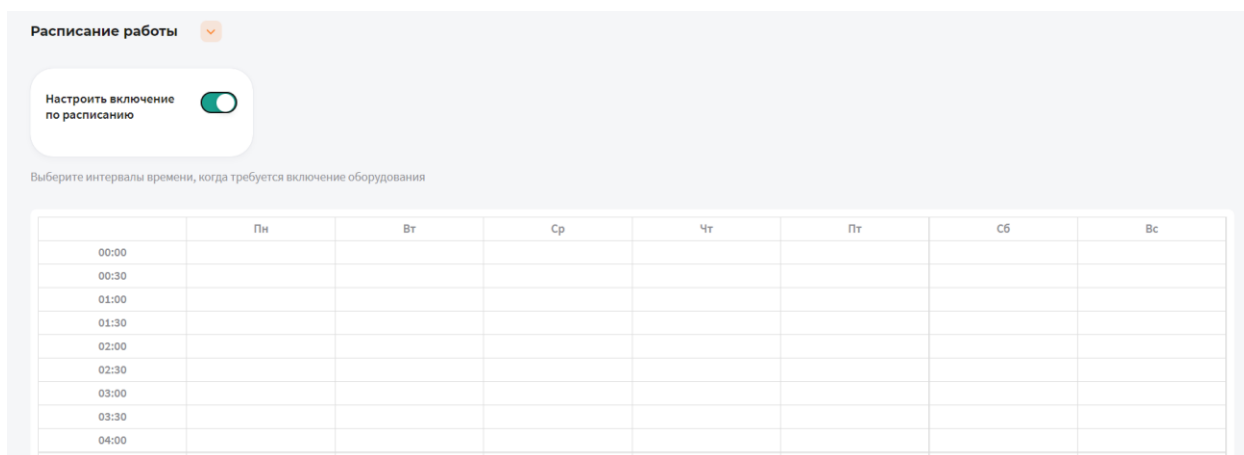 Расписание работы
Настроить включение
по расписанию
Выберите интервалы времени, когда требуется включение оборудования
Пн Вт Ср Чт Пт Сб Вс
00:00
00:30
01:00
01:30
02:00
02:30
03:00
03:30
04:00